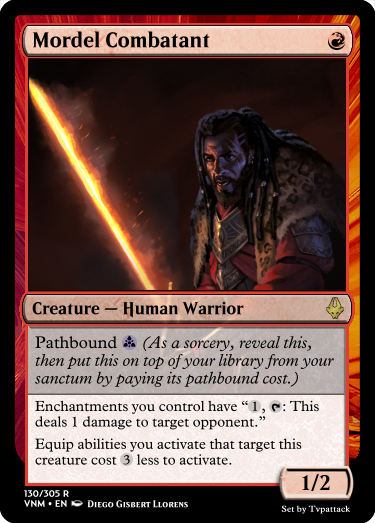 Mordel Combatant
Creature — Human Warrior
Pathbound (As a sorcery, reveal this,
then put this on top of your library from your
sanctum by paying its pathbound cost.)
Enchantments you control have “1, : This
deals 1 damage to target opponent.”
Equip abilities you activate that target this
creature cost 3 less to activate.
1/2
130/305 R
VNM • EN Diego Gisbert Llorens
Set by Tvpattack